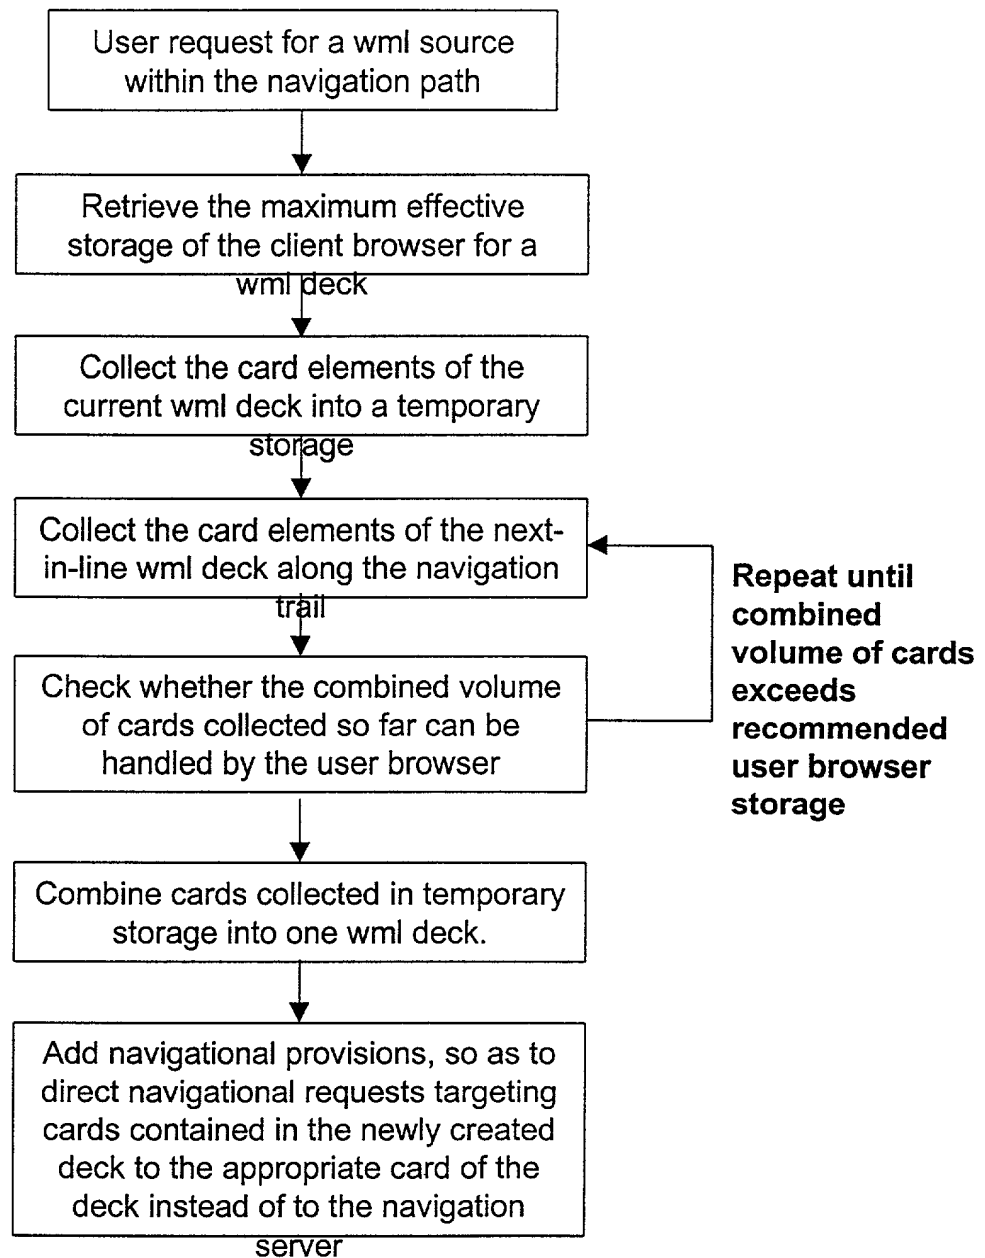 User request for a wml source
within the navigation path
Retrieve the maximum effective
storage of the client browser for a
wml deck
Collect the card elements of the
current wml deck into a temporary
storage
Collect the card elements of the next-
in-line wml deck along the navigation
trail
Check whether the combined volume
of cards collected so far can be
handled by the user browser
Repeat until
combined
volume of cards
exceeds
recommended
user browser
storage
Combine cards collected in temporary
storage into one wml deck.
Add navigational provisions, so as to
direct navigational requests targeting
cards contained in the newly created
deck to the appropriate card of the
deck instead of to the navigation
server